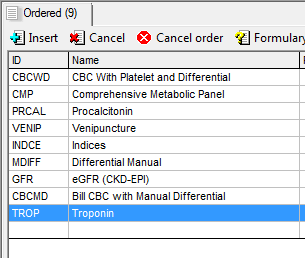 Ordered (9)
Insert Cancel Cancel order Formulary
ID Name
CBCWD CBC With Platelet and Differential
CMP Comprehensive Metabolic Panel
PRCAL Procalcitonin
VENIP Venipuncture
INDCE Indices
MDIFF Differential Manual
GFR eGFR (CKD-EPI)
CBCMD Bill CBC with Manual Differential
TROP Troponin